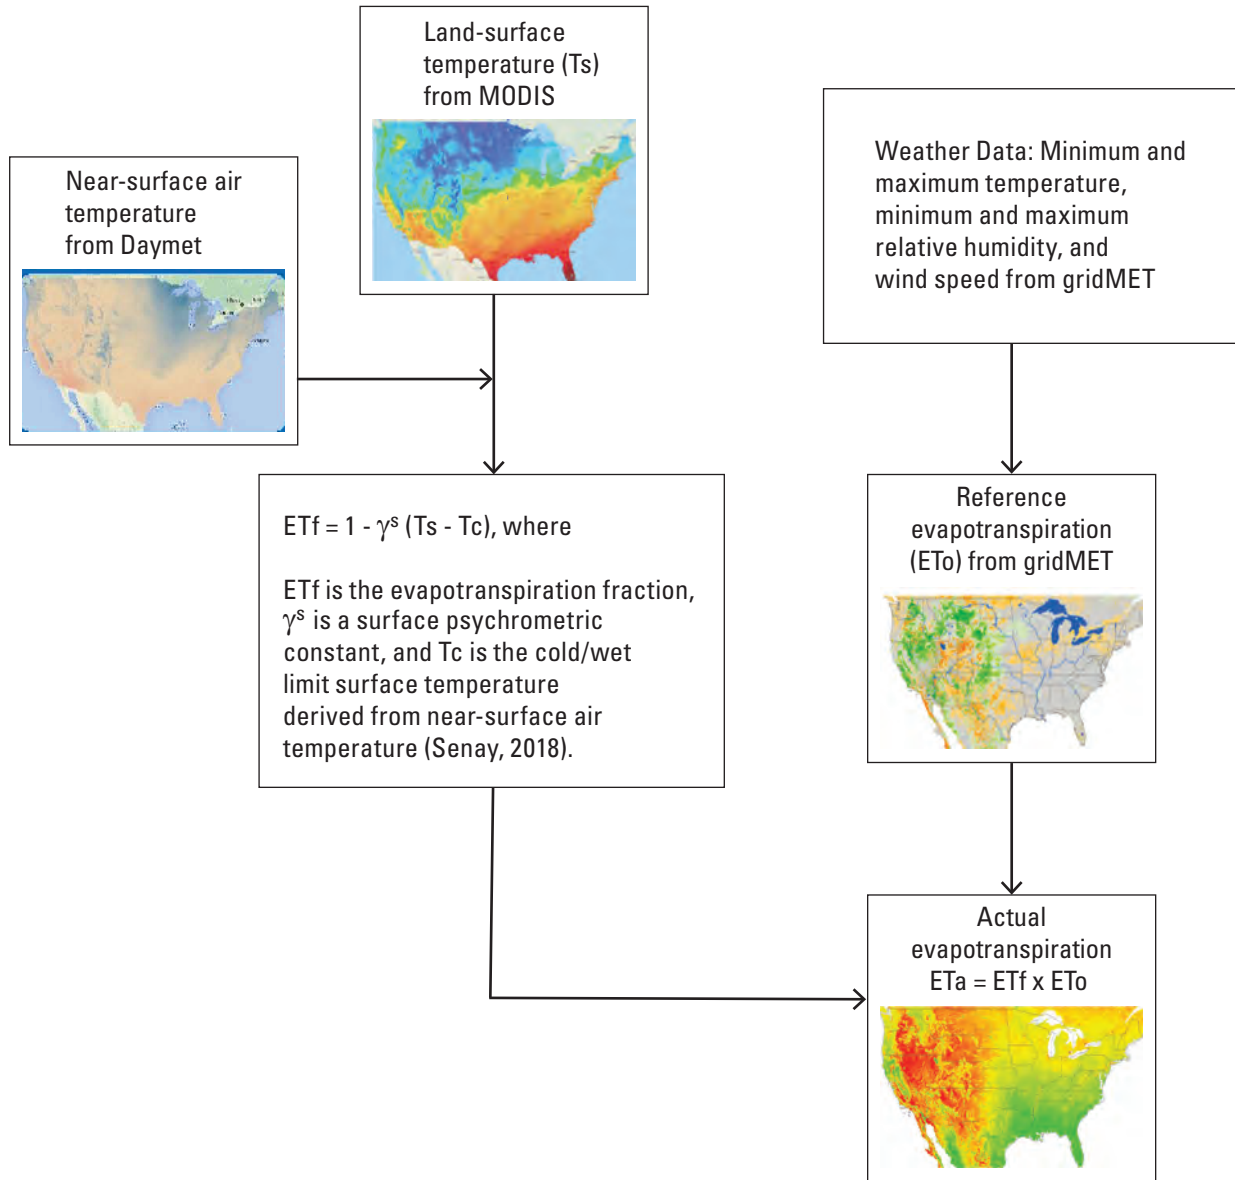 Land-surface
temperature (Ts)
from MODIS
Near-surface air
temperature
from Daymet
Weather Data: Minimum and
maximum temperature,
minimum and maximum
relative humidity, and
wind speed from gridMET
ETf = 1 - γˢ (Ts - Tc), where
ETf is the evapotranspiration fraction,
γˢ is a surface psychrometric
constant, and Tc is the cold/wet
limit surface temperature
derived from near-surface air
temperature (Senay, 2018).
Reference
evapotranspiration
(ETo) from gridMET
Actual
evapotranspiration
ETa = ETf x ETo